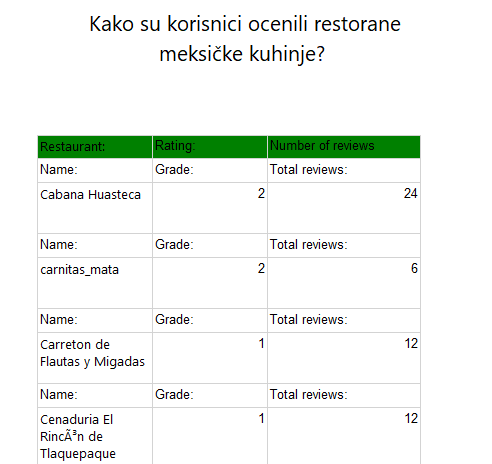 Kako su korisnici ocenili restorane
meksičke kuhinje?
Restaurant: Rating: Number of reviews
Name: Grade: Total reviews:
Cabana Huasteca 2 24
Name: Grade: Total reviews:
carnitas_mata 2 6
Name: Grade: Total reviews:
Carreton de 1 12
Flautas y Migadas
Name: Grade: Total reviews:
Cenaduria El 1 12
RincÃ³n de
Tlaquepaque